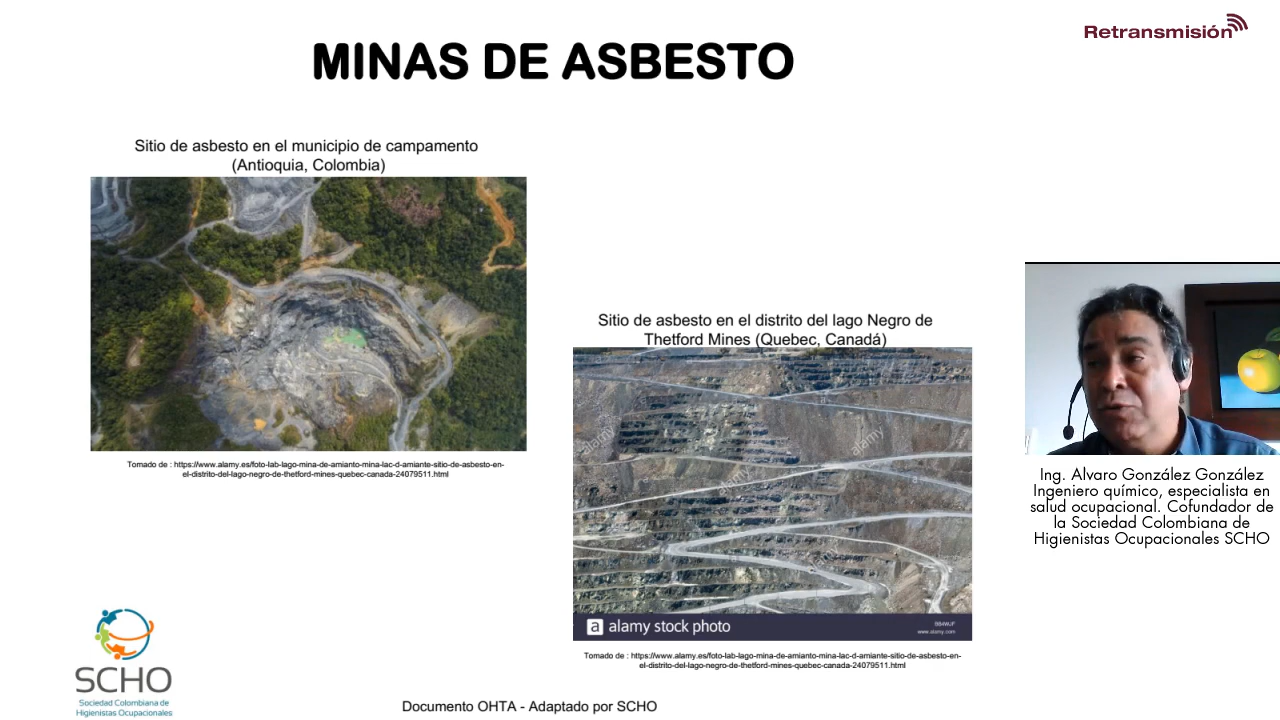 Retransmisión
MINAS DE ASBESTO
Sitio de asbesto en el municipio de campamento
(Antioquia, Colombia)
Tomado de : https://www.alamy.es/foto-lab-lago-mina-de-amianto-mina-lac-d-amiante-sitio-de-asbesto-en-
el-distrito-del-lago-negro-de-thetford-mines-quebec-canada-24079511.html
Sitio de asbesto en el distrito del lago Negro de
Thetford Mines (Quebec, Canadá)
alamy
alamy
a alamy stock photo
BB4WJF
www.alamy.com
Tomado de : https://www.alamy.es/foto-lab-lago-mina-de-amianto-mina-lac-d-amiante-sitio-de-asbesto-en-
el-distrito-del-lago-negro-de-thetford-mines-quebec-canada-24079511.html
Ing. Alvaro González González
Ingeniero químico, especialista en
salud ocupacional. Cofundador de
la Sociedad Colombiana de
Higienistas Ocupacionales SCHO
SCHO
Sociedad Colombiana de
Higienistas Ocupacionales
Documento OHTA - Adaptado por SCHO